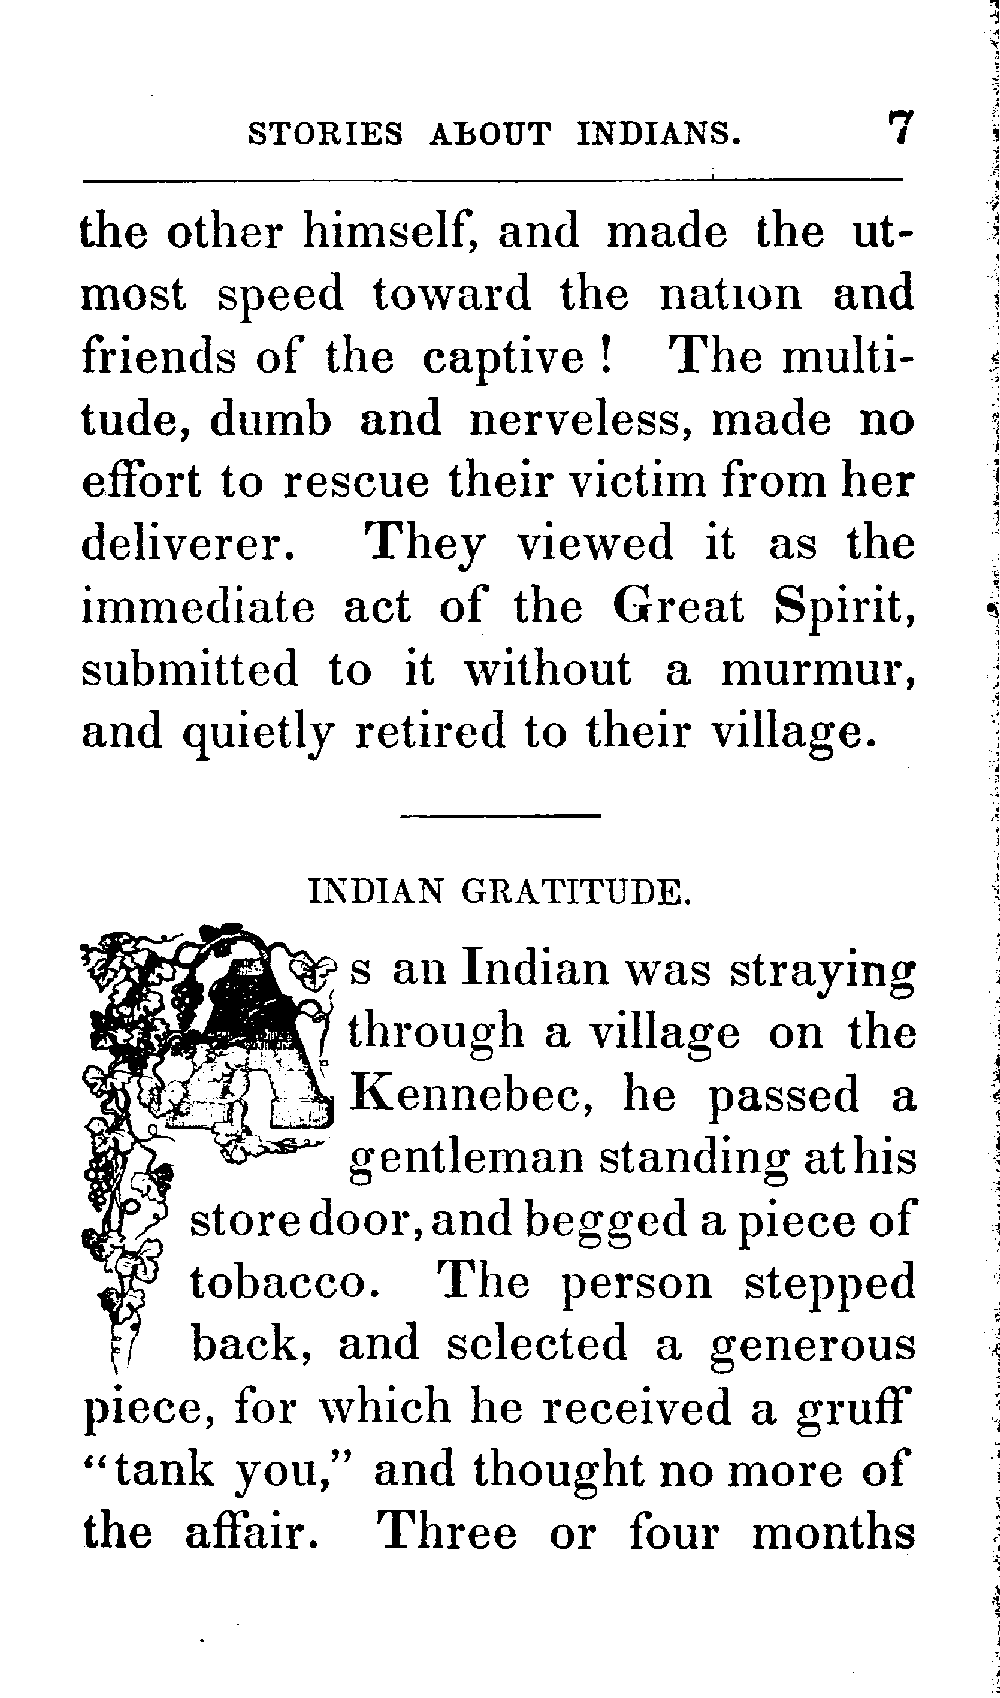 STORIES ABOUT INDIANS. 7
the other himself, and made the ut-
most speed toward the nation and
friends of the captive ! The multi-
tude, dumb and nerveless, made no
effort to rescue their victim from her
deliverer. They viewed it as the
immediate act of the Great Spirit,
submitted to it without a murmur,
and quietly retired to their village.
INDIAN GRATITUDE.
As an Indian was straying
through a village on the
Kennebec, he passed a
gentleman standing at his
store door, and begged a piece of
tobacco. The person stepped
back, and selected a generous
piece, for which he received a gruff
“tank you,” and thought no more of
the affair. Three or four months